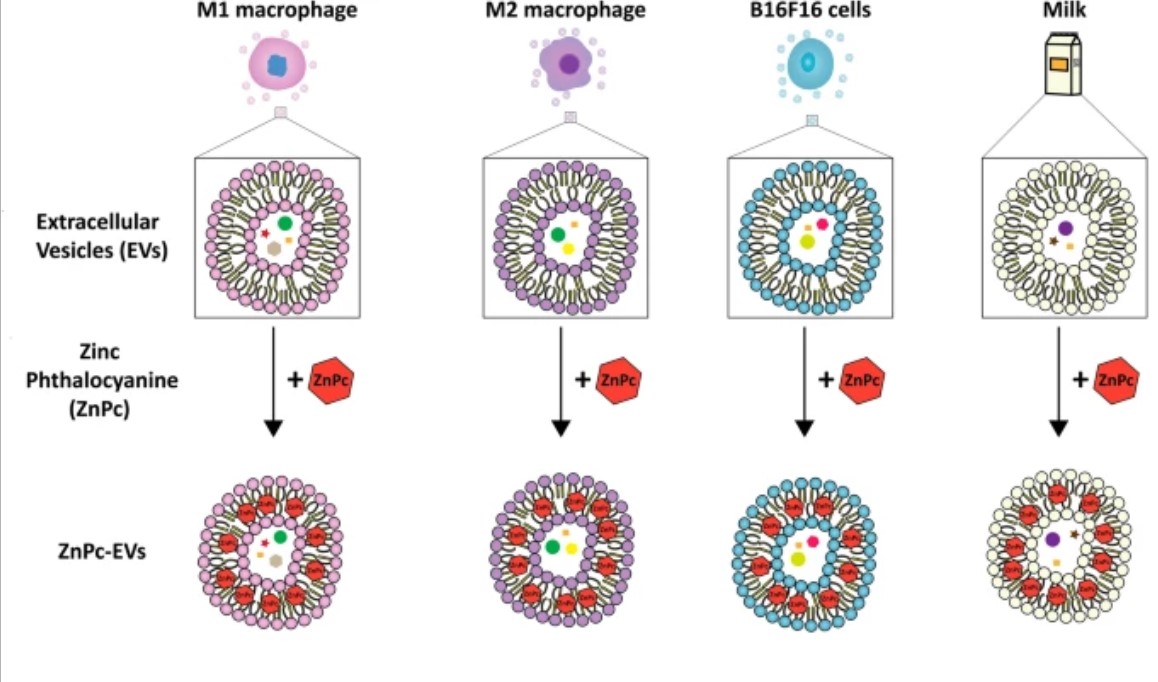 M1 macrophage
M2 macrophage
B16F16 cells
Milk
Extracellular
Vesicles (EVs)
Zinc
Phthalocyanine
(ZnPc)
+ ZnPc
+ ZnPc
+ ZnPc
+ ZnPc
ZnPc-EVs